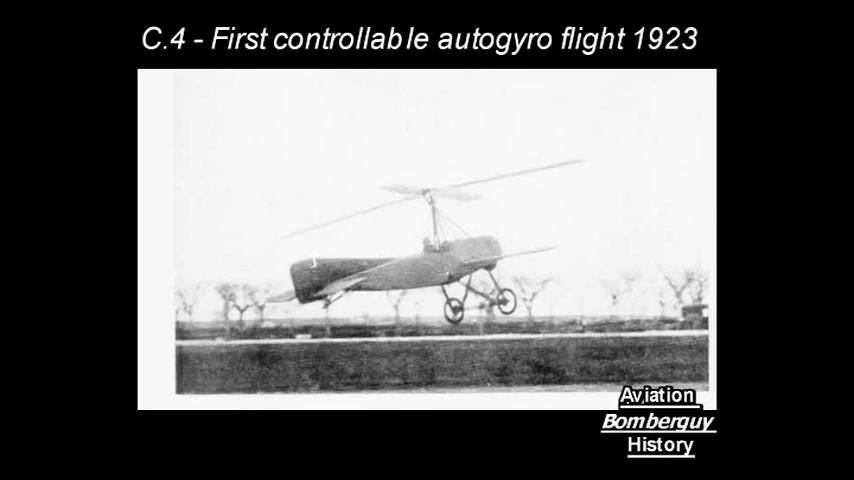 C.4 - First controllable autogyro flight 1923
Aviation
Bomberguy
History